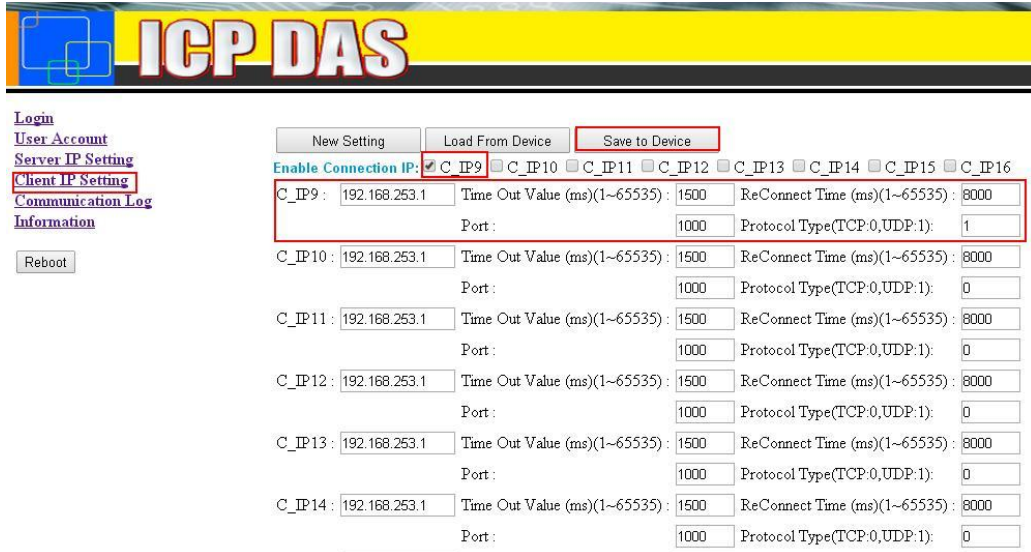 ICP DAS
Login
User Account
Server IP Setting
Client IP Setting
Communication Log
Information
Reboot
New Setting Load From Device Save to Device
Enable Connection IP: C_IP9 C_IP10 C_IP11 C_IP12 C_IP13 C_IP14 C_IP15 C_IP16
C_IP9 : 192.168.253.1 Time Out Value (ms)(1~65535) : 1500 ReConnect Time (ms)(1~65535) : 8000
Port : 1000 Protocol Type(TCP:0,UDP:1): 1
C_IP10 : 192.168.253.1 Time Out Value (ms)(1~65535) : 1500 ReConnect Time (ms)(1~65535) : 8000
Port : 1000 Protocol Type(TCP:0,UDP:1): 0
C_IP11 : 192.168.253.1 Time Out Value (ms)(1~65535) : 1500 ReConnect Time (ms)(1~65535) : 8000
Port : 1000 Protocol Type(TCP:0,UDP:1): 0
C_IP12 : 192.168.253.1 Time Out Value (ms)(1~65535) : 1500 ReConnect Time (ms)(1~65535) : 8000
Port : 1000 Protocol Type(TCP:0,UDP:1): 0
C_IP13 : 192.168.253.1 Time Out Value (ms)(1~65535) : 1500 ReConnect Time (ms)(1~65535) : 8000
Port : 1000 Protocol Type(TCP:0,UDP:1): 0
C_IP14 : 192.168.253.1 Time Out Value (ms)(1~65535) : 1500 ReConnect Time (ms)(1~65535) : 8000
Port : 1000 Protocol Type(TCP:0,UDP:1): 0